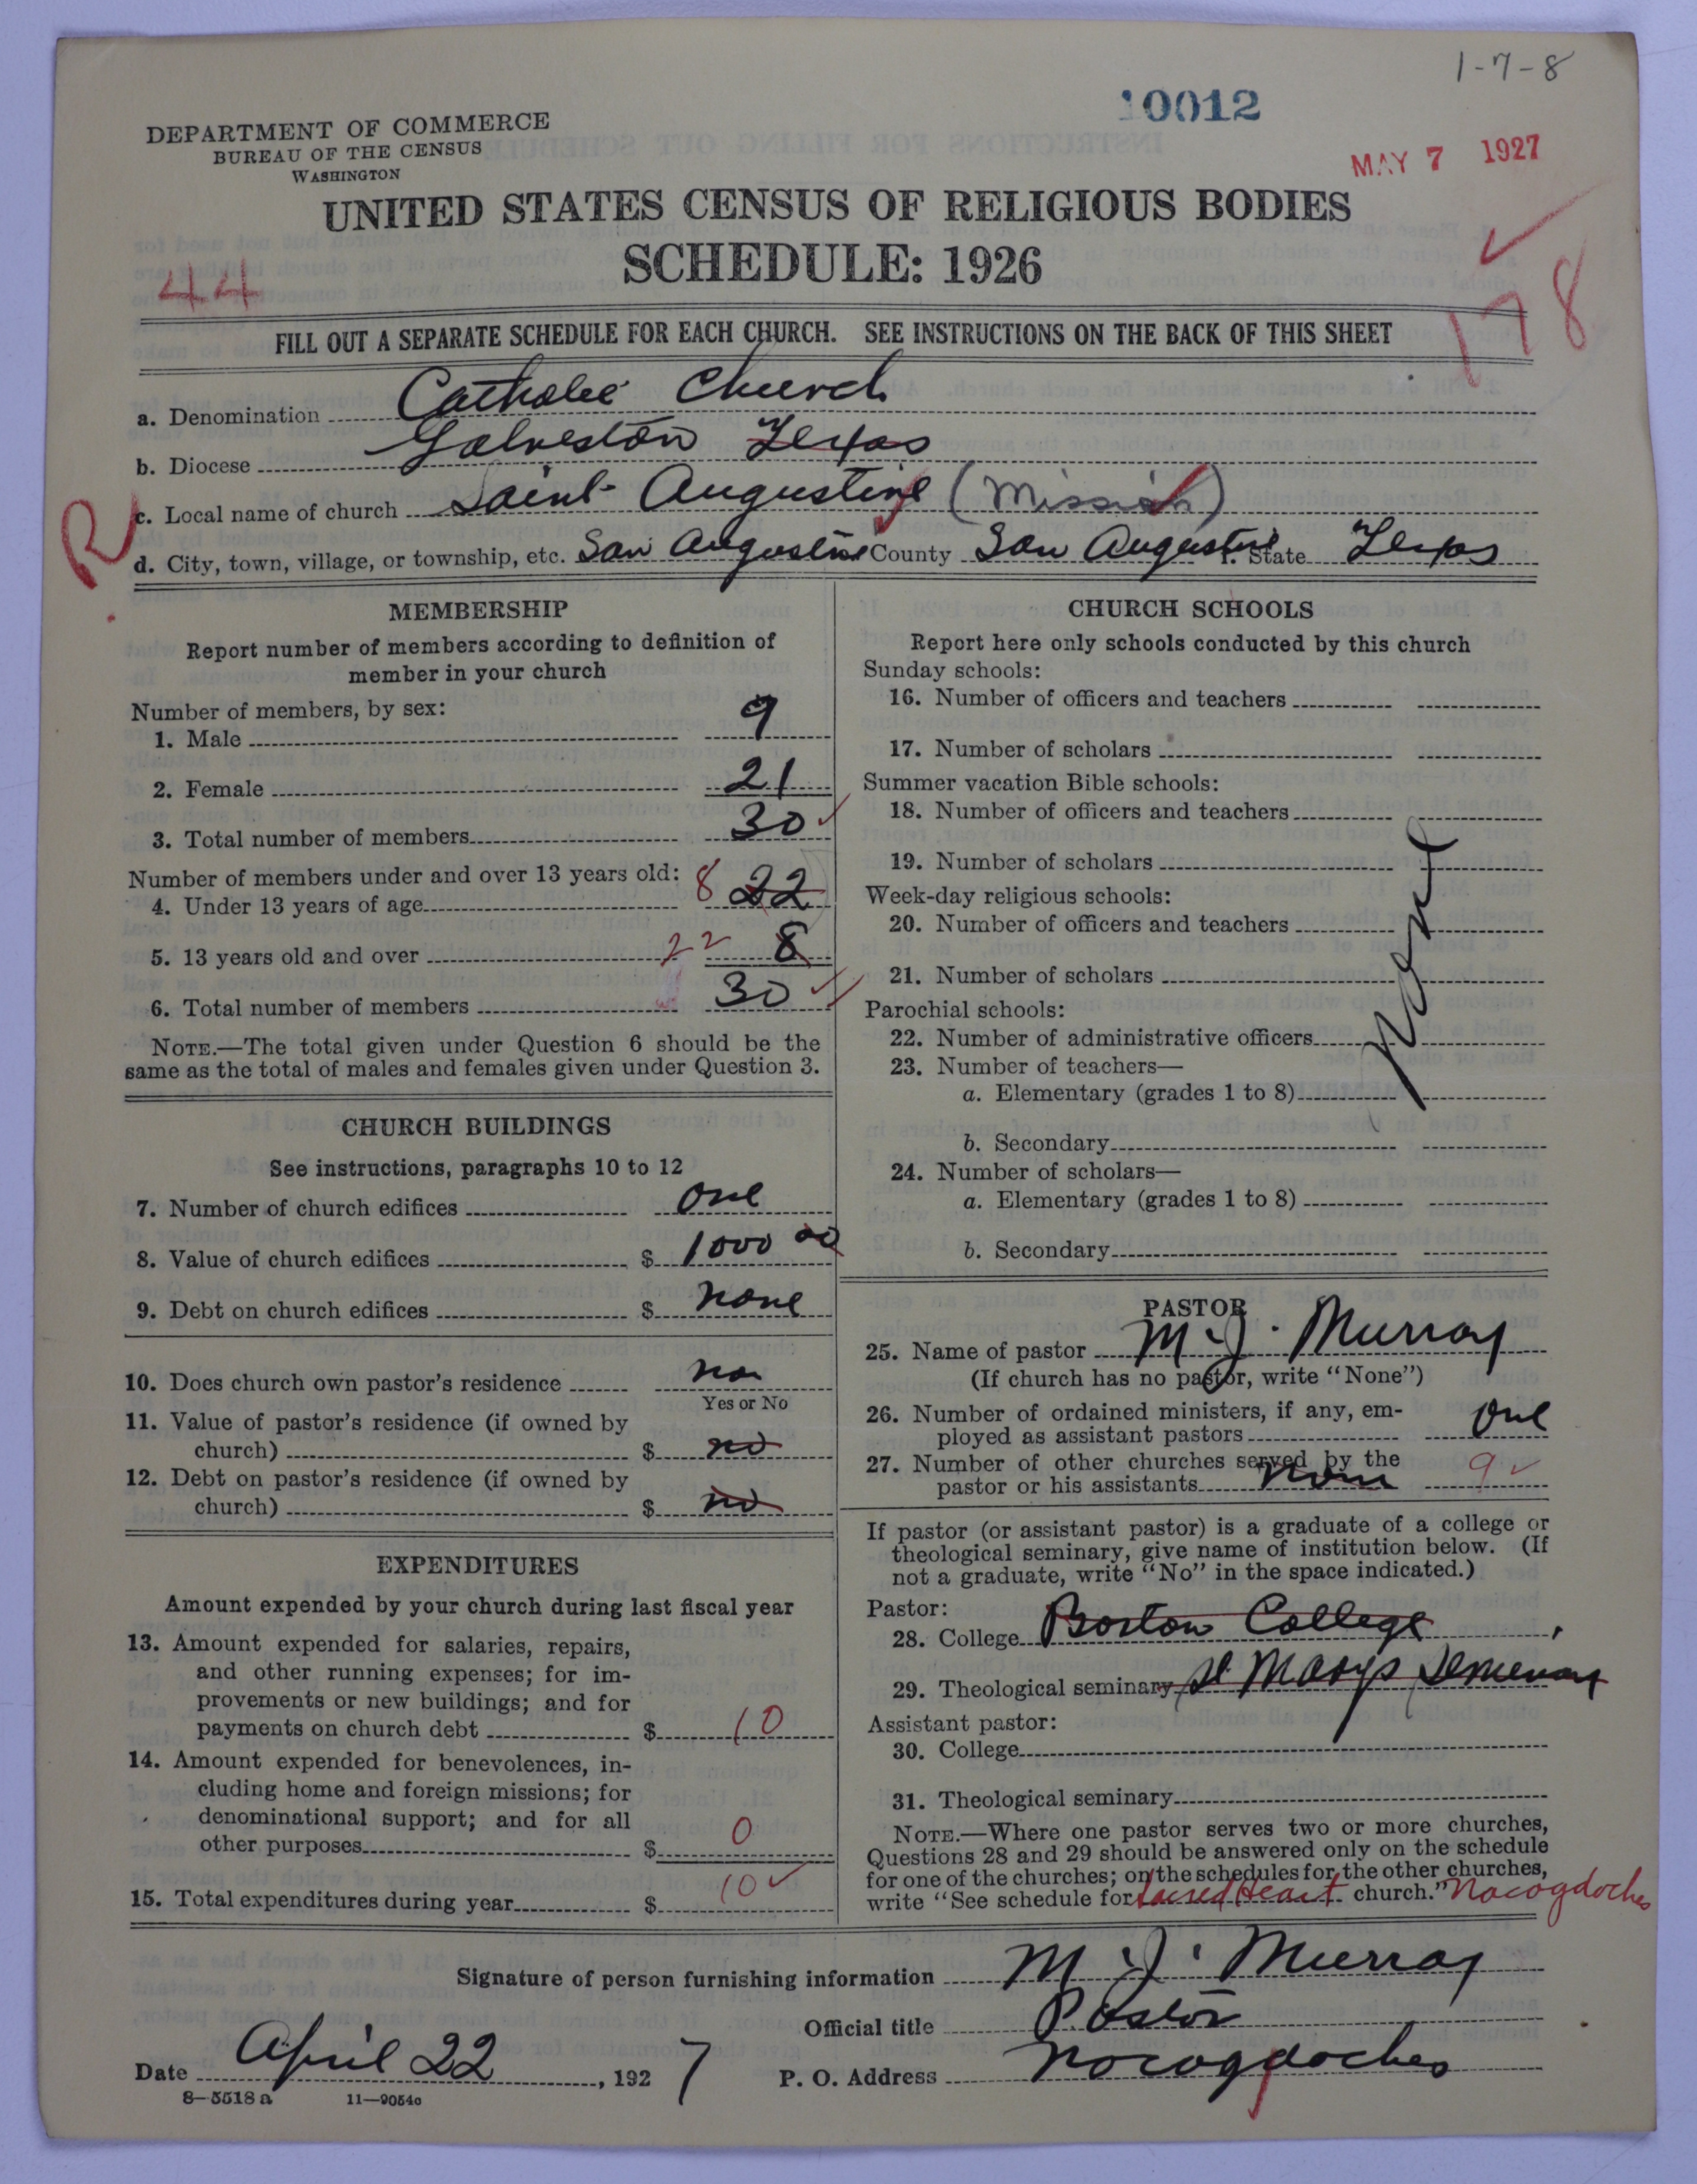 1-7-8
10012
DEPARTMENT OF COMMERCE
BUREAU OF THE CENSUS
WASHINGTON
MAY 7 1927
UNITED STATES CENSUS OF RELIGIOUS BODIES
SCHEDULE: 1926
44
178
FILL OUT A SEPARATE SCHEDULE FOR EACH CHURCH. SEE INSTRUCTIONS ON THE BACK OF THIS SHEET
a. Denomination Catholic Church
b. Diocese Galveston Texas
R
c. Local name of church Saint Augustine (Mission)
d. City, town, village, or township, etc. San Augustine County San Augustine State Texas
MEMBERSHIP
Report number of members according to definition of
member in your church
Number of members, by sex:
1. Male 9
2. Female 21
3. Total number of members 30
Number of members under and over 13 years old:
4. Under 13 years of age 8 22
5. 13 years old and over 22 8
6. Total number of members 30
NOTE.—The total given under Question 6 should be the
same as the total of males and females given under Question 3.
CHURCH BUILDINGS
See instructions, paragraphs 10 to 12
7. Number of church edifices one
8. Value of church edifices $ 1000 00
9. Debt on church edifices $ none
10. Does church own pastor's residence no
Yes or No
11. Value of pastor's residence (if owned by
church) $ no
12. Debt on pastor's residence (if owned by
church) $ no
EXPENDITURES
Amount expended by your church during last fiscal year
13. Amount expended for salaries, repairs,
and other running expenses; for im-
provements or new buildings; and for
payments on church debt $ 10
14. Amount expended for benevolences, in-
cluding home and foreign missions; for
denominational support; and for all
other purposes $ 0
15. Total expenditures during year $ 10
CHURCH SCHOOLS
Report here only schools conducted by this church
Sunday schools:
16. Number of officers and teachers
17. Number of scholars
Summer vacation Bible schools:
18. Number of officers and teachers
19. Number of scholars
Week-day religious schools:
20. Number of officers and teachers
21. Number of scholars
Parochial schools:
22. Number of administrative officers
23. Number of teachers—
a. Elementary (grades 1 to 8)
b. Secondary
24. Number of scholars—
a. Elementary (grades 1 to 8)
b. Secondary
None
PASTOR
25. Name of pastor M. J. Murray
(If church has no pastor, write "None")
26. Number of ordained ministers, if any, em-
ployed as assistant pastors one
27. Number of other churches served by the
pastor or his assistants 9
If pastor (or assistant pastor) is a graduate of a college or
theological seminary, give name of institution below. (If
not a graduate, write "No" in the space indicated.)
Pastor:
28. College Boston College
29. Theological seminary St Marys Seminary
Assistant pastor:
30. College
31. Theological seminary
NOTE.—Where one pastor serves two or more churches,
Questions 28 and 29 should be answered only on the schedule
for one of the churches; on the schedules for the other churches,
write "See schedule for Sacred Heart church." Nacogdoches
Signature of person furnishing information M. J. Murray
Official title Pastor
Date April 22, 1927
P. O. Address Nocogdoches
8-5518 a 11-9054c